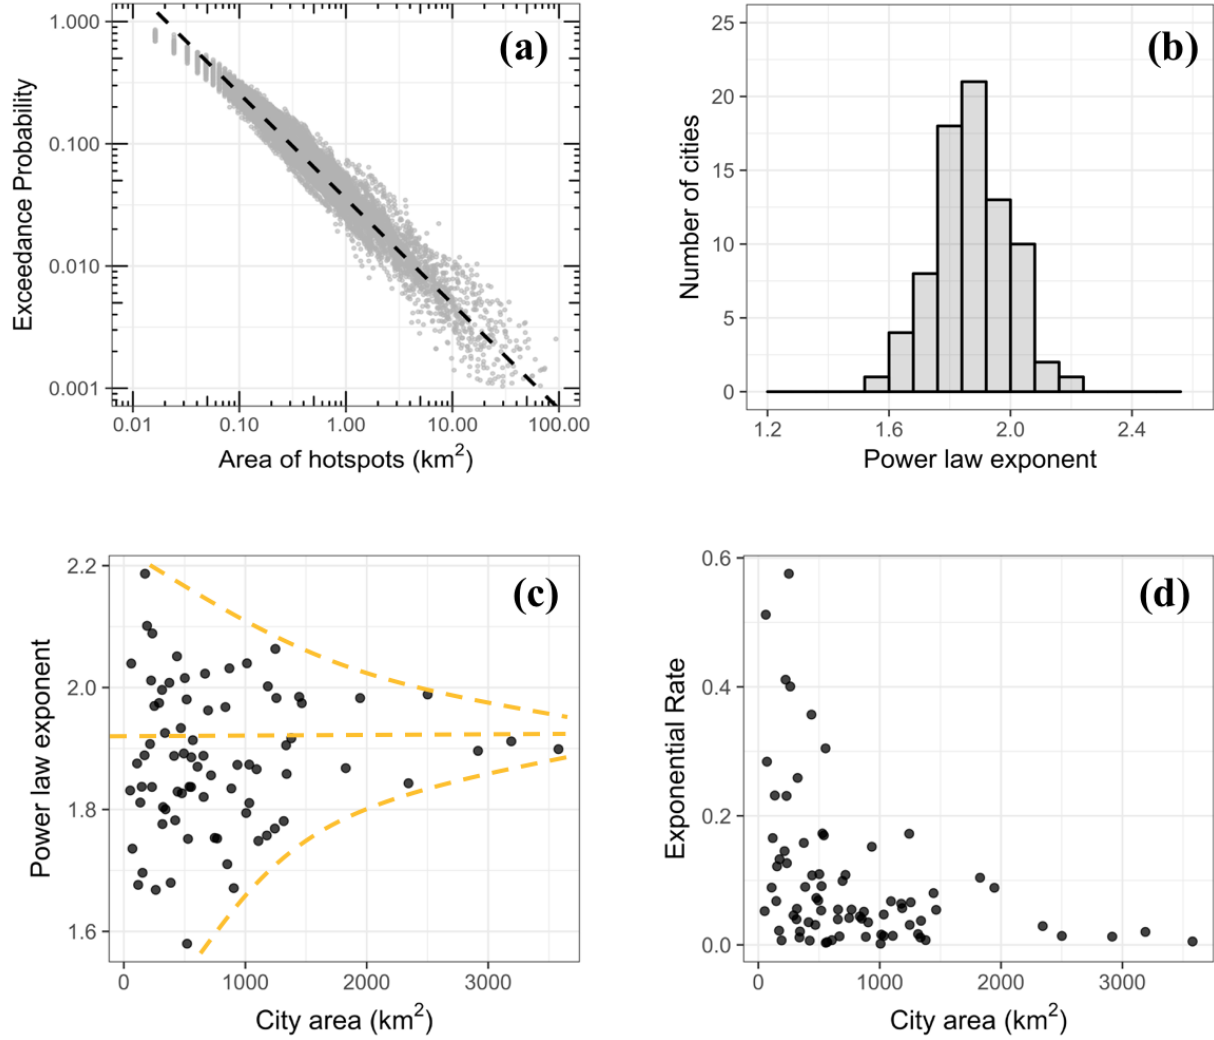 (a)
Exceedance Probability
1.000
0.100
0.010
0.001
0.01 0.10 1.00 10.00 100.00
Area of hotspots (km²)
(b)
Number of cities
25
20
15
10
5
0
1.2 1.6 2.0 2.4
Power law exponent
(c)
Power law exponent
2.2
2.0
1.8
1.6
0 1000 2000 3000
City area (km²)
(d)
Exponential Rate
0.6
0.4
0.2
0.0
0 1000 2000 3000
City area (km²)